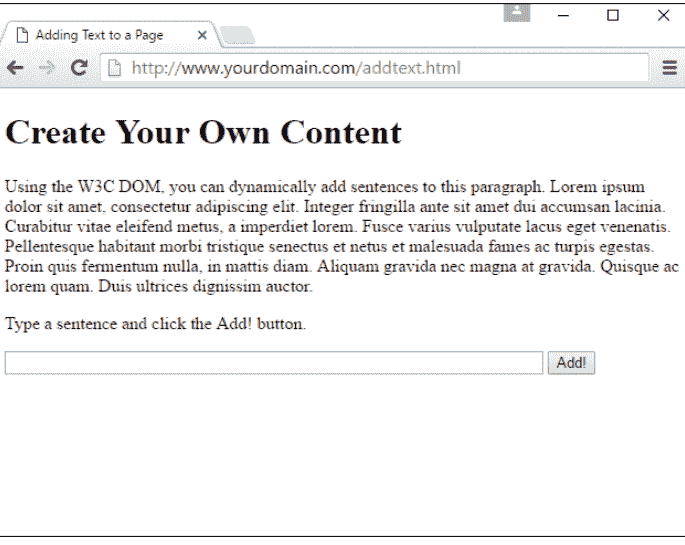 Adding Text to a Page
http://www.yourdomain.com/addtext.html
Create Your Own Content
Using the W3C DOM, you can dynamically add sentences to this paragraph. Lorem ipsum
dolor sit amet, consectetur adipiscing elit. Integer fringilla ante sit amet dui accumsan lacinia.
Curabitur vitae eleifend metus, a imperdiet lorem. Fusce varius vulputate lacus eget venenatis.
Pellentesque habitant morbi tristique senectus et netus et malesuada fames ac turpis egestas.
Proin quis fermentum nulla, in mattis diam. Aliquam gravida nec magna at gravida. Quisque ac
lorem quam. Duis ultrices dignissim auctor.
Type a sentence and click the Add! button.
Add!